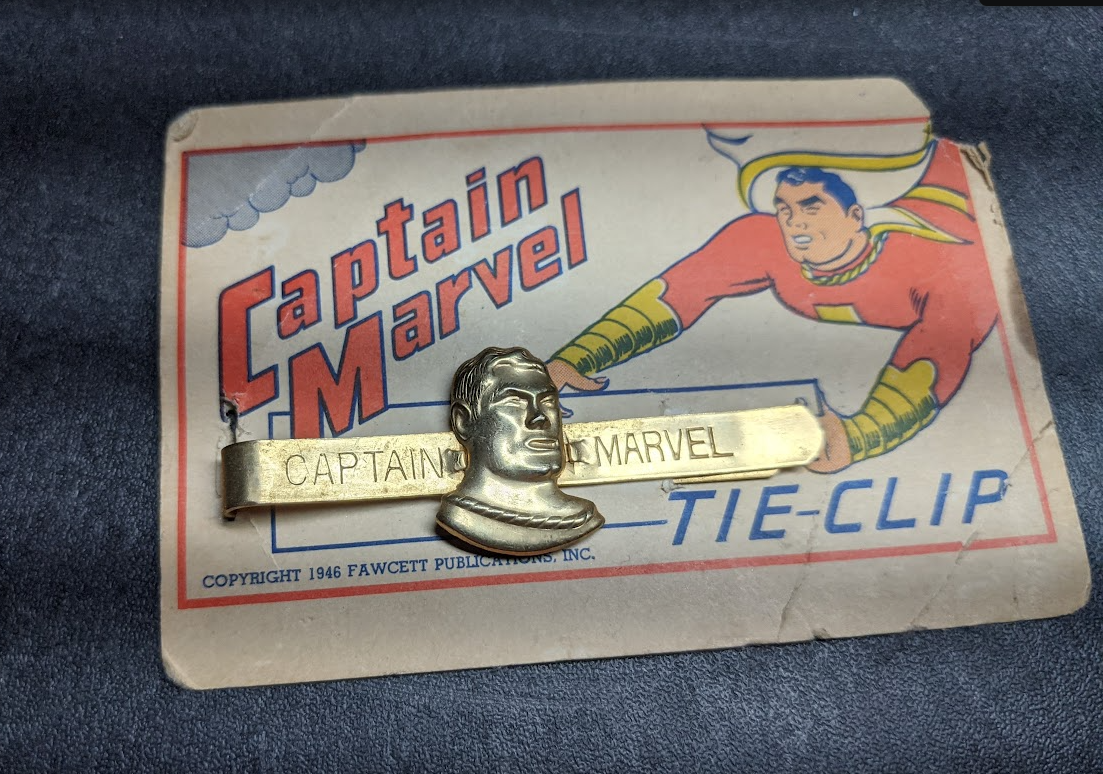 Captain
Marvel
CAPTAIN MARVEL
TIE-CLIP
COPYRIGHT 1946 FAWCETT PUBLICATIONS, INC.